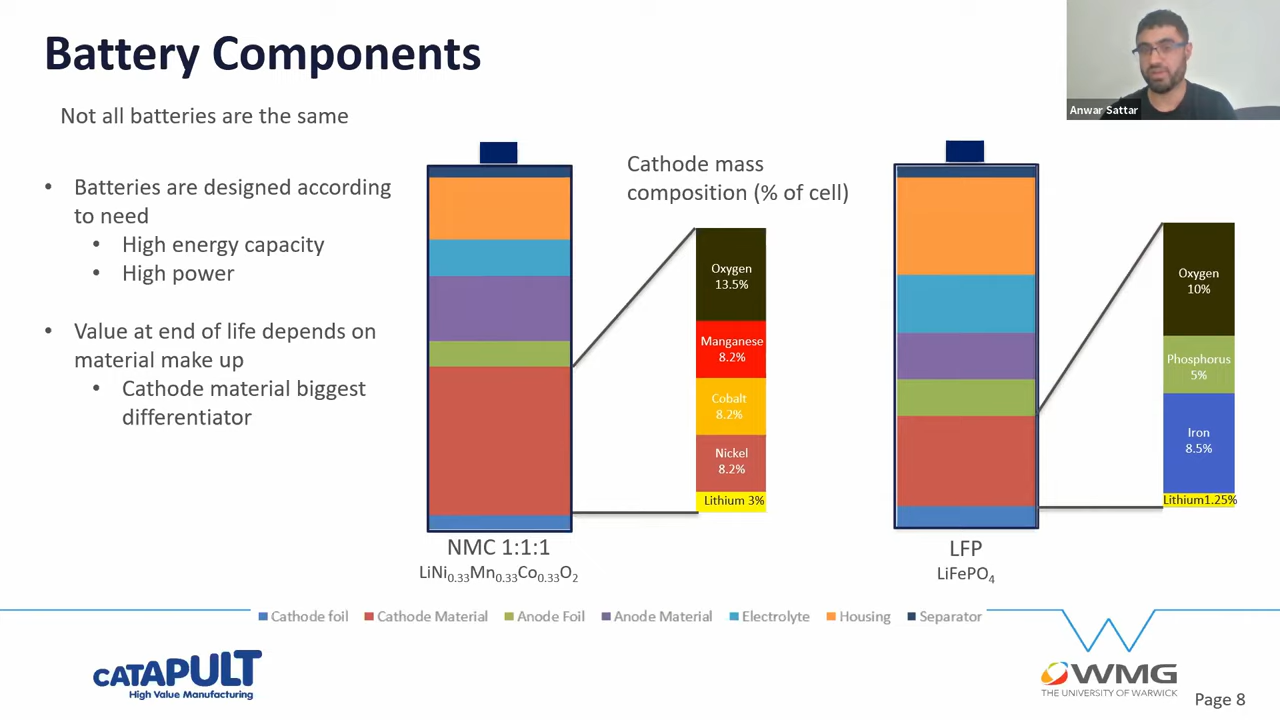 Battery Components
Anwar Sattar
Not all batteries are the same
• Batteries are designed according
to need
• High energy capacity
• High power
• Value at end of life depends on
material make up
• Cathode material biggest
differentiator
Cathode mass
composition (% of cell)
Oxygen
13.5%
Manganese
8.2%
Cobalt
8.2%
Nickel
8.2%
Lithium 3%
NMC 1:1:1
LiNi0.33Mn0.33Co0.33O2
Oxygen
10%
Phosphorus
5%
Iron
8.5%
Lithium1.25%
LFP
LiFePO4
Cathode foil Cathode Material Anode Foil Anode Material Electrolyte Housing Separator
CATAPULT
High Value Manufacturing
WMG
THE UNIVERSITY OF WARWICK
Page 8